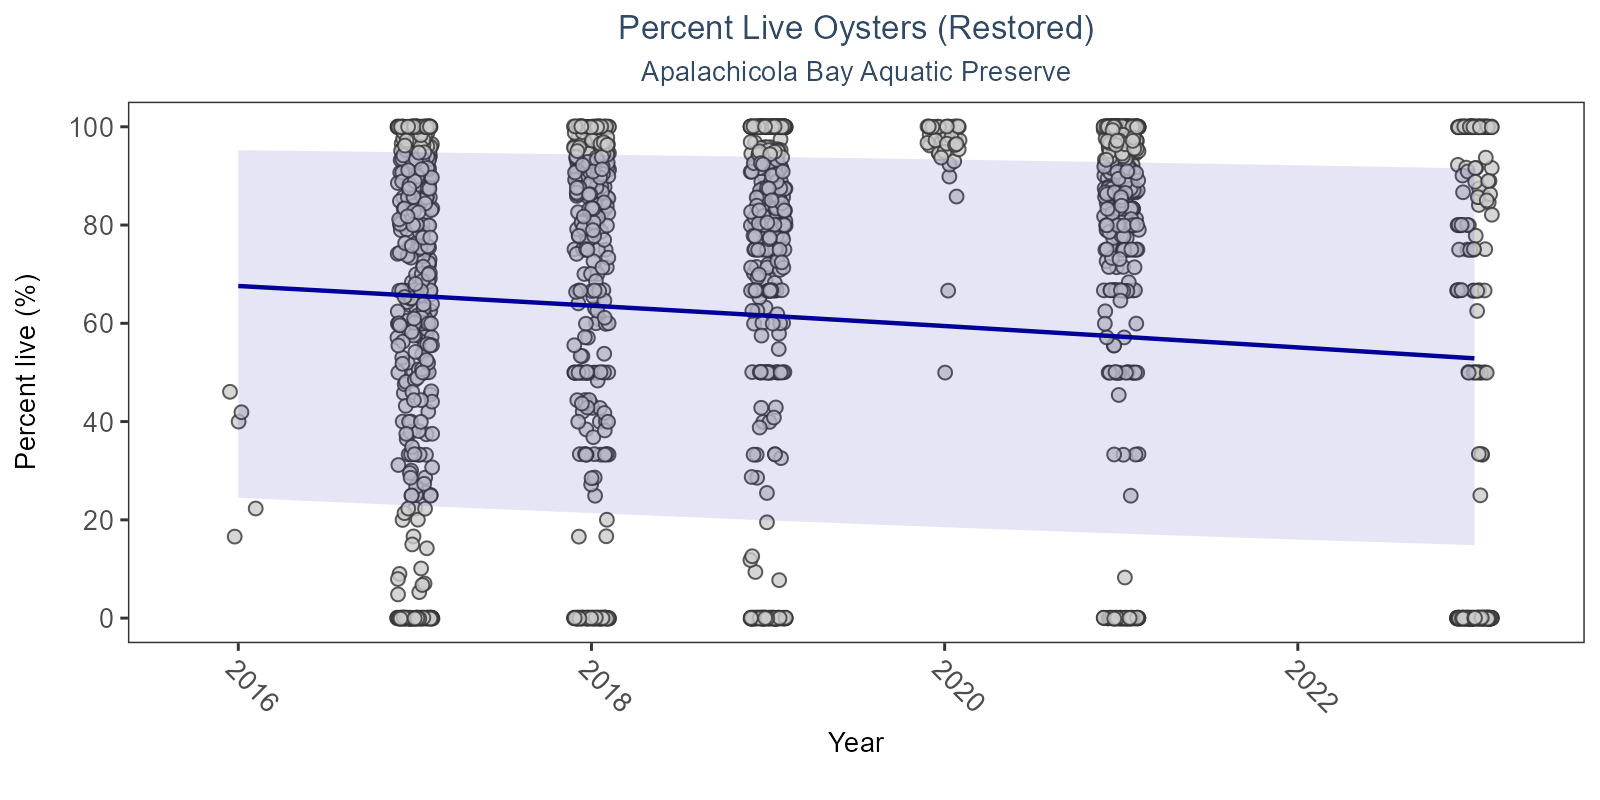 Percent Live Oysters (Restored)
Apalachicola Bay Aquatic Preserve
Percent live (%)
100
80
60
40
20
0
2016
2018
2020
2022
Year